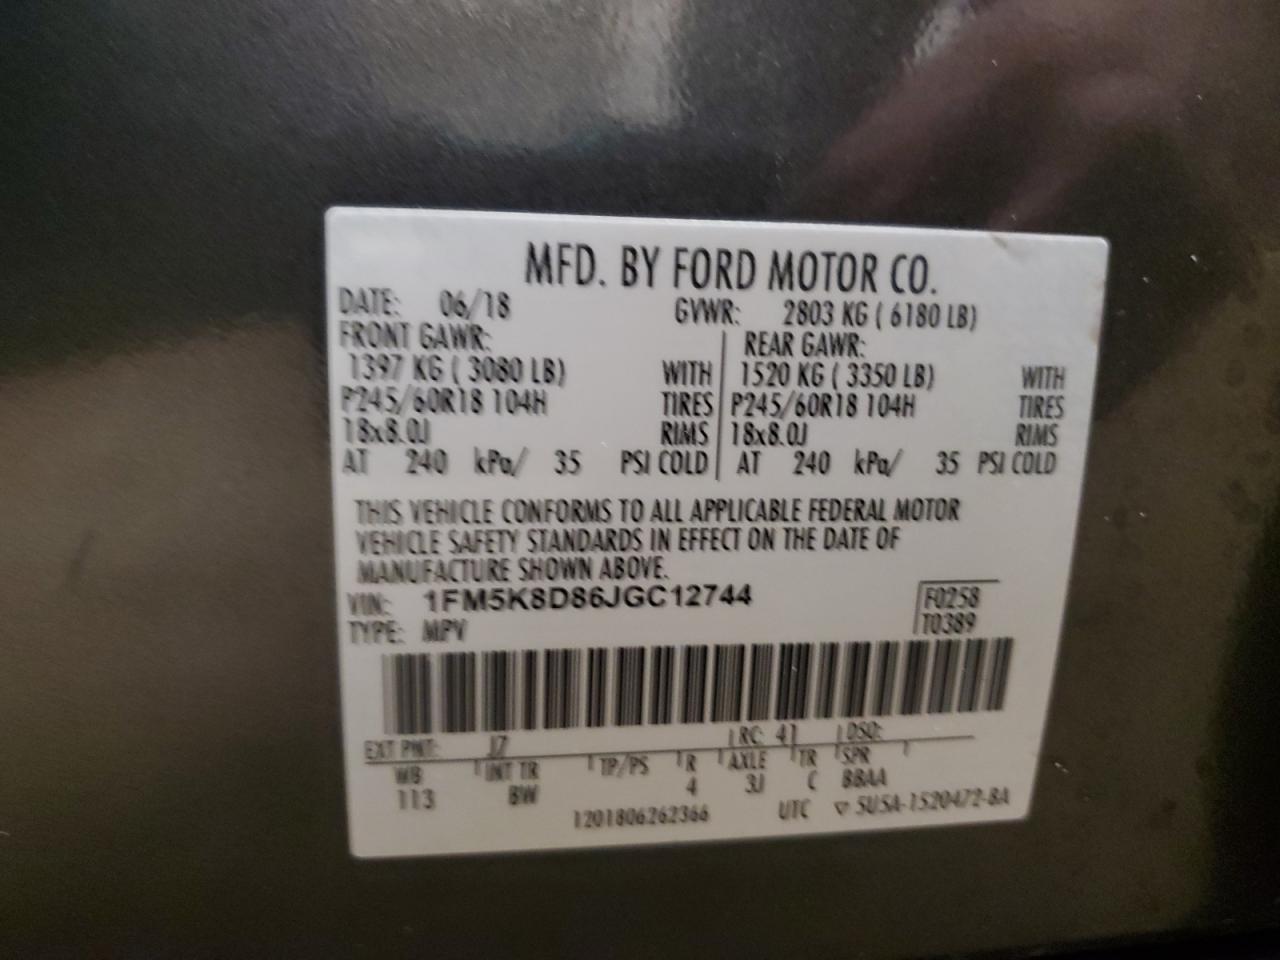 MFD. BY FORD MOTOR CO.
DATE: 06/18 GVWR: 2803 KG ( 6180 LB)
FRONT GAWR: REAR GAWR:
1397 KG ( 3080 LB) WITH 1520 KG ( 3350 LB) WITH
P245/60R18 104H TIRES P245/60R18 104H TIRES
18x8.0J RIMS 18x8.0J RIMS
AT 240 kPa/ 35 PSI COLD AT 240 kPa/ 35 PSI COLD
THIS VEHICLE CONFORMS TO ALL APPLICABLE FEDERAL MOTOR
VEHICLE SAFETY STANDARDS IN EFFECT ON THE DATE OF
MANUFACTURE SHOWN ABOVE.
VIN: 1FM5K8D86JGC12744 F0258
TYPE: MPV T0389
EXT PNT: J7 RC: 41 DSO:
WB INT TR TP/PS R AXLE TR SPR
113 BW 4 3J C BBAA
1201806262366 UTC ▽ 5U5A-1520472-BA